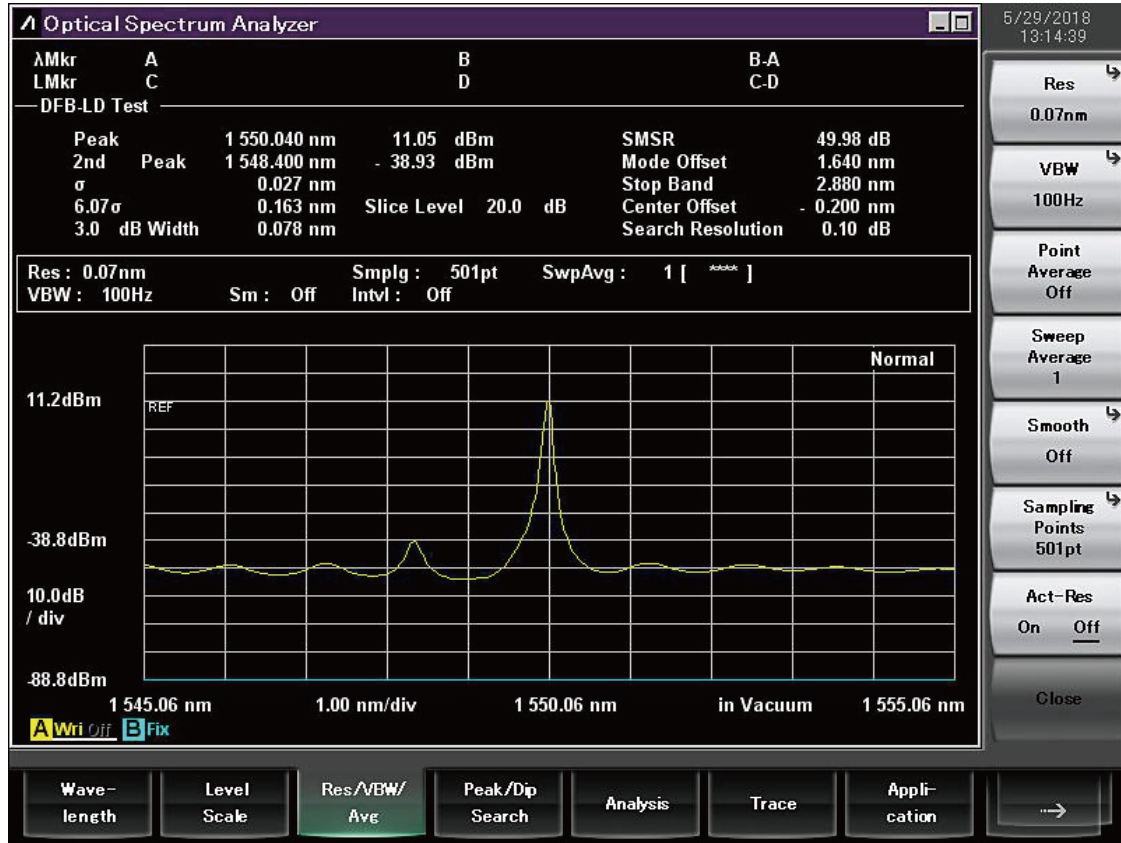 Optical Spectrum Analyzer
5/29/2018
13:14:39
λMkr A B B-A
LMkr C D C-D
DFB-LD Test
Peak 1 550.040 nm 11.05 dBm SMSR 49.98 dB
2nd Peak 1 548.400 nm - 38.93 dBm Mode Offset 1.640 nm
σ 0.027 nm Stop Band 2.880 nm
6.07σ 0.163 nm Slice Level 20.0 dB Center Offset - 0.200 nm
3.0 dB Width 0.078 nm Search Resolution 0.10 dB
Res : 0.07nm Smplg : 501pt SwpAvg : 1 [ **** ]
VBW : 100Hz Sm : Off Intvl : Off
Normal
11.2dBm
REF
-38.8dBm
10.0dB
/ div
-88.8dBm
1 545.06 nm 1.00 nm/div 1 550.06 nm in Vacuum 1 555.06 nm
A Wri Off B Fix
Res
0.07nm
VBW
100Hz
Point
Average
Off
Sweep
Average
1
Smooth
Off
Sampling
Points
501pt
Act-Res
On Off
Close
Wave-
length
Level
Scale
Res/VBW/
Avg
Peak/Dip
Search
Analysis
Trace
Appli-
cation